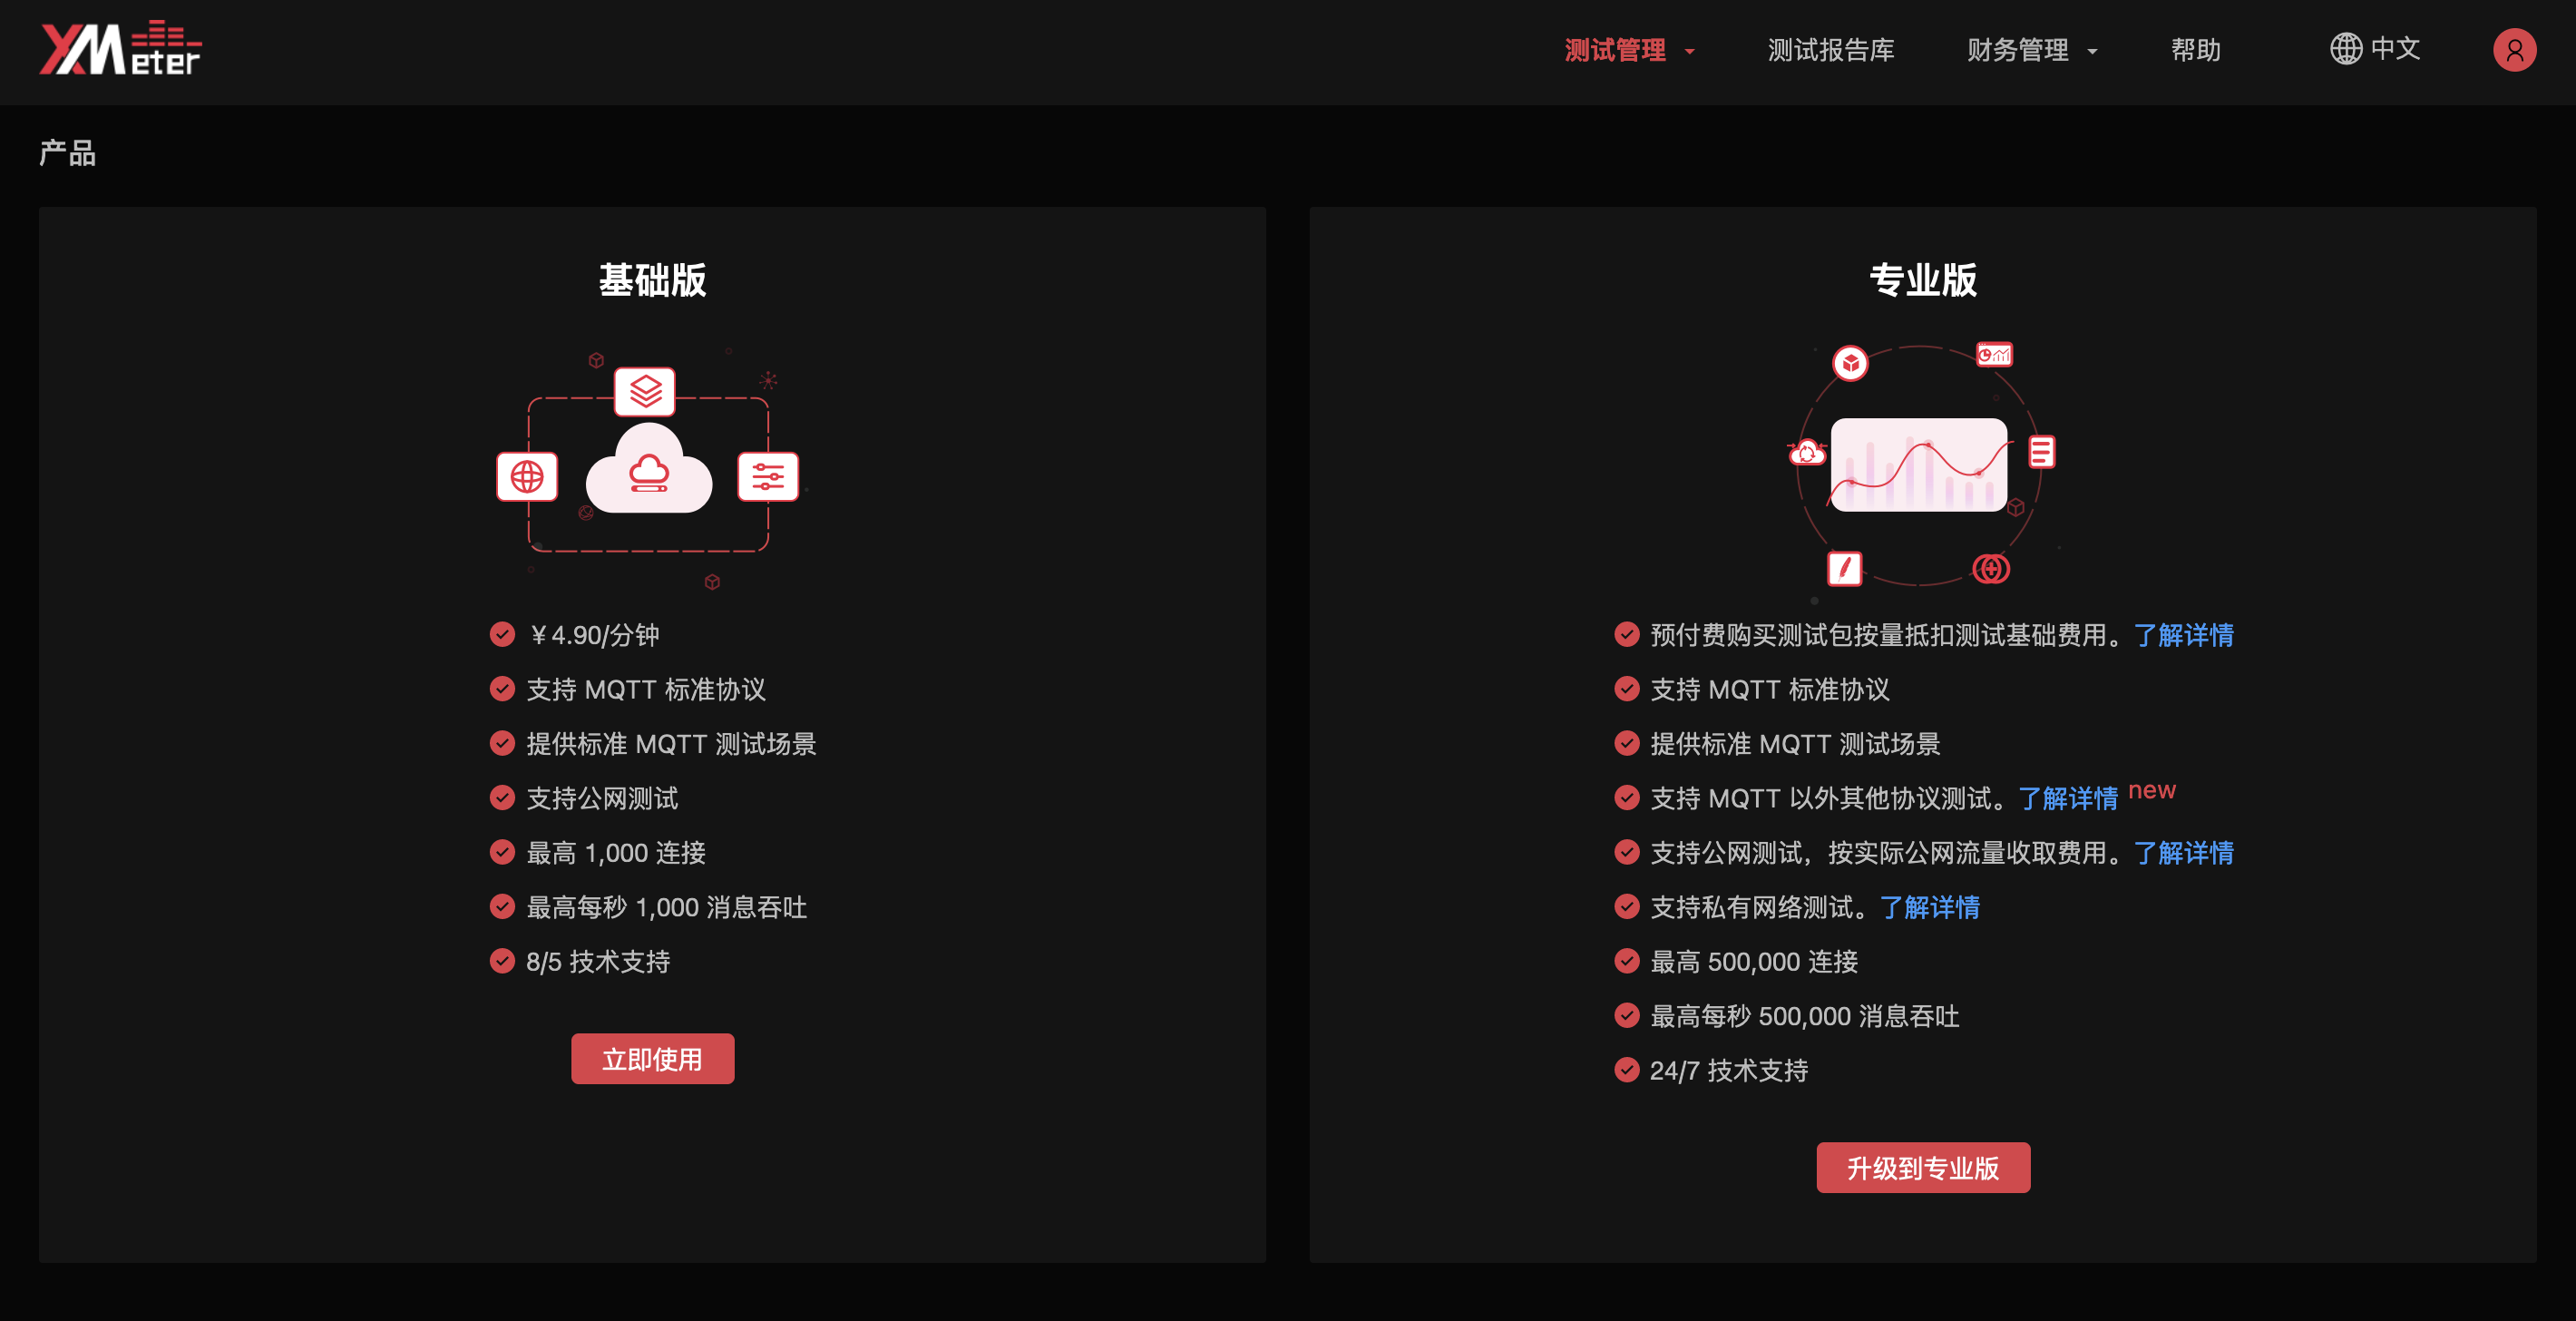 XMeter
测试管理
测试报告库
财务管理
帮助
中文
产品
基础版
¥4.90/分钟
支持 MQTT 标准协议
提供标准 MQTT 测试场景
支持公网测试
最高 1,000 连接
最高每秒 1,000 消息吞吐
8/5 技术支持
立即使用
专业版
预付费购买测试包按量抵扣测试基础费用。了解详情
支持 MQTT 标准协议
提供标准 MQTT 测试场景
支持 MQTT 以外其他协议测试。了解详情 new
支持公网测试，按实际公网流量收取费用。了解详情
支持私有网络测试。了解详情
最高 500,000 连接
最高每秒 500,000 消息吞吐
24/7 技术支持
升级到专业版